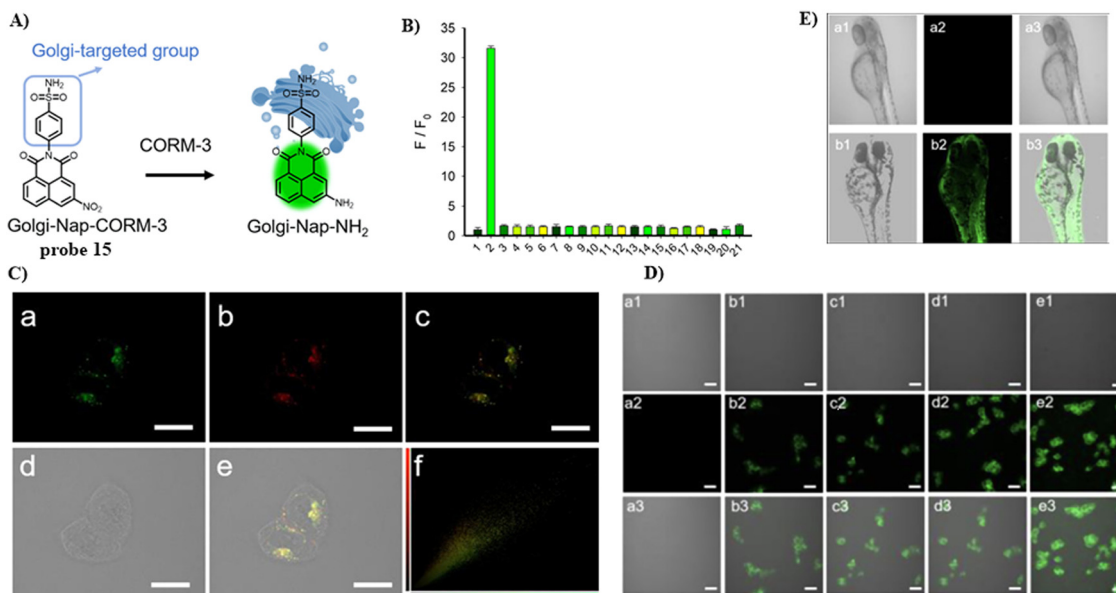 A)
Golgi-targeted group
NH2
O=S=O
N
O
O
NO2
Golgi-Nap-CORM-3
probe 15
CORM-3
NH2
O=S=O
N
O
O
NH2
Golgi-Nap-NH2
B)
F / F0
35
30
25
20
15
10
5
0
1 2 3 4 5 6 7 8 9 10 11 12 13 14 15 16 17 18 19 20 21
E)
a1 a2 a3
b1 b2 b3
C)
a b c
d e f
D)
a1 b1 c1 d1 e1
a2 b2 c2 d2 e2
a3 b3 c3 d3 e3